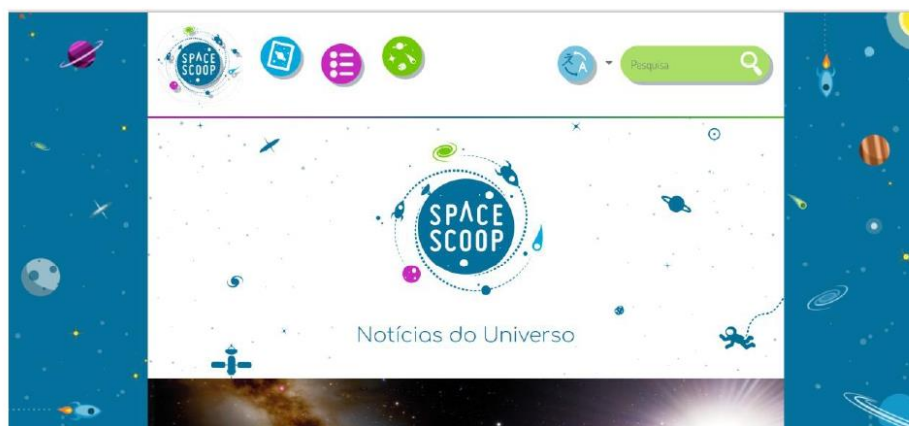 SPACE
SCOOP
Pesquisa
SPACE
SCOOP
Notícias do Universo